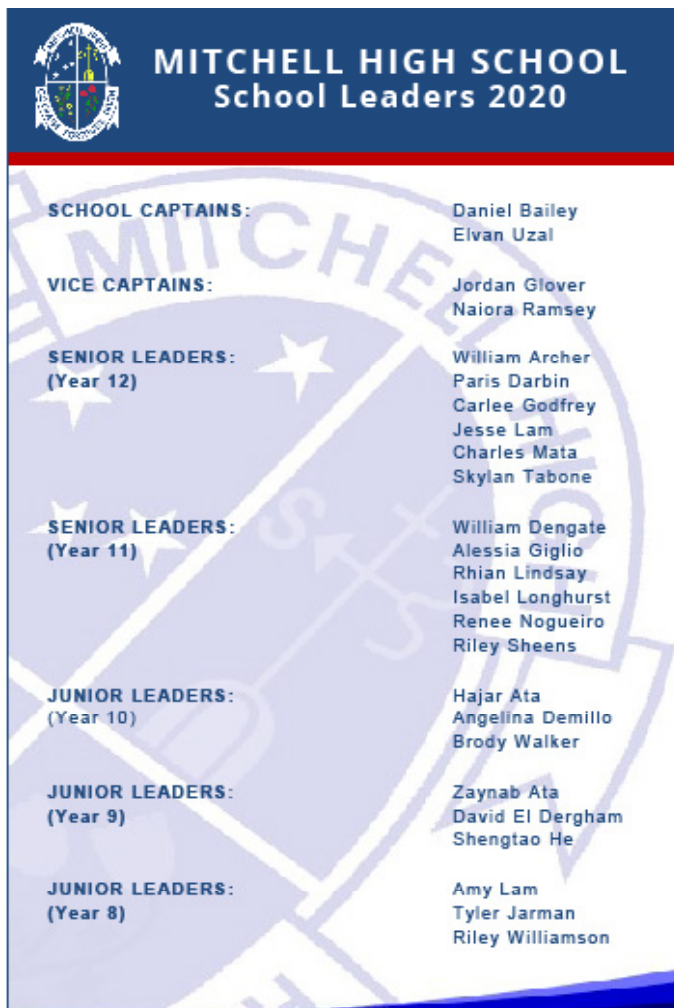 MITCHELL HIGH SCHOOL
School Leaders 2020
SCHOOL CAPTAINS: Daniel Bailey
Elvan Uzal
VICE CAPTAINS: Jordan Glover
Naiora Ramsey
SENIOR LEADERS: William Archer
(Year 12) Paris Darbin
Carlee Godfrey
Jesse Lam
Charles Mata
Skylan Tabone
SENIOR LEADERS: William Dengate
(Year 11) Alessia Giglio
Rhian Lindsay
Isabel Longhurst
Renee Nogueiro
Riley Sheens
JUNIOR LEADERS: Hajar Ata
(Year 10) Angelina Demillo
Brody Walker
JUNIOR LEADERS: Zaynab Ata
(Year 9) David El Dergham
Shengtao He
JUNIOR LEADERS: Amy Lam
(Year 8) Tyler Jarman
Riley Williamson
MITCHELL HIGH